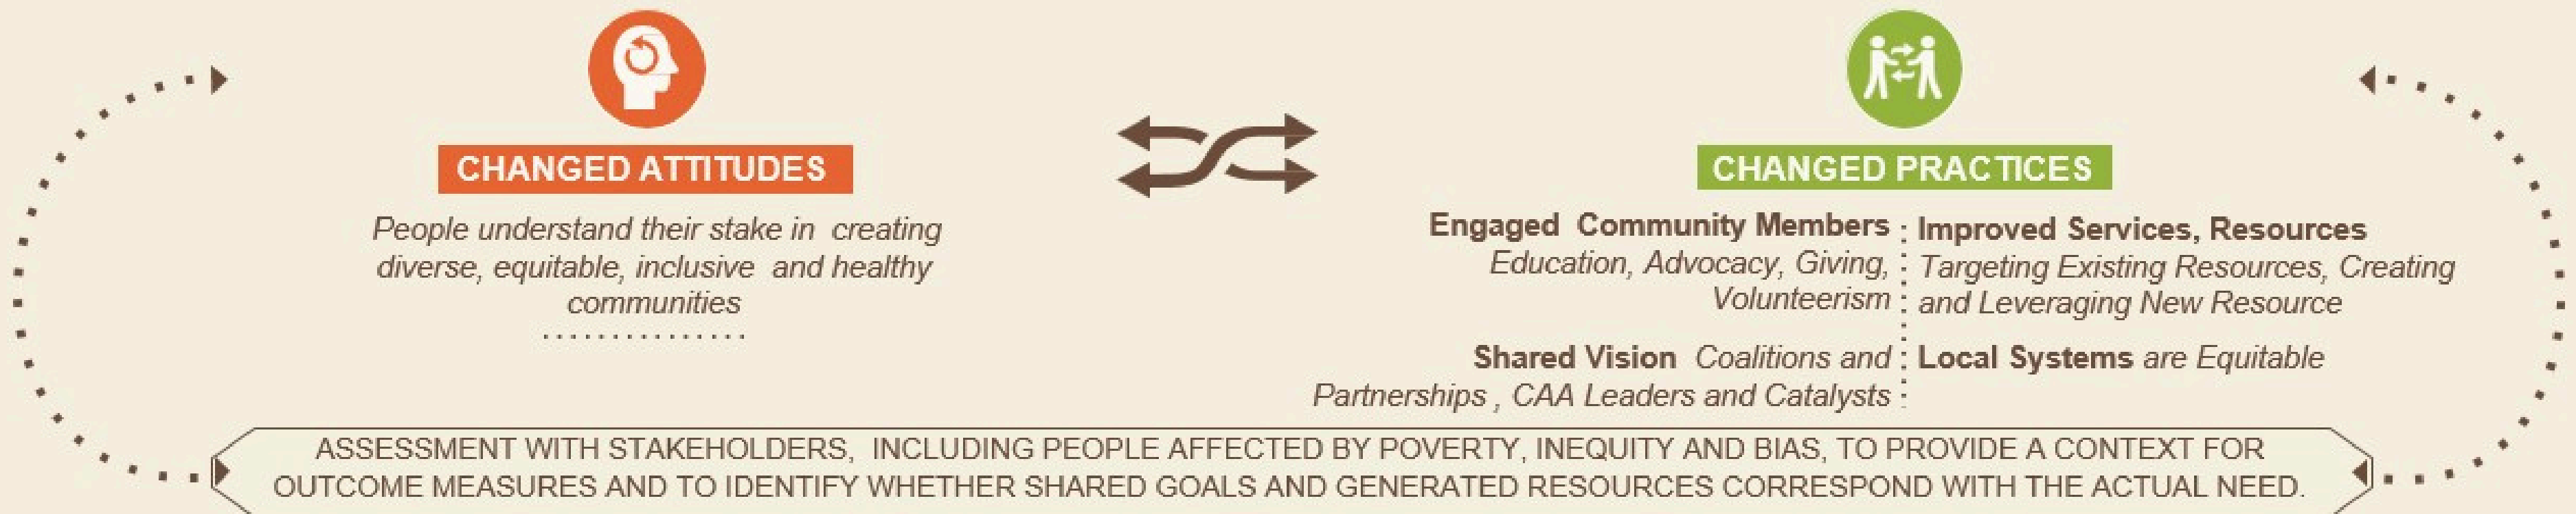 CHANGED ATTITUDES
People understand their stake in creating
diverse, equitable, inclusive and healthy
communities
CHANGED PRACTICES
Engaged Community Members
Education, Advocacy, Giving,
Volunteerism
Shared Vision Coalitions and
Partnerships , CAA Leaders and Catalysts
Improved Services, Resources
Targeting Existing Resources, Creating
and Leveraging New Resource
Local Systems are Equitable
ASSESSMENT WITH STAKEHOLDERS, INCLUDING PEOPLE AFFECTED BY POVERTY, INEQUITY AND BIAS, TO PROVIDE A CONTEXT FOR
OUTCOME MEASURES AND TO IDENTIFY WHETHER SHARED GOALS AND GENERATED RESOURCES CORRESPOND WITH THE ACTUAL NEED.